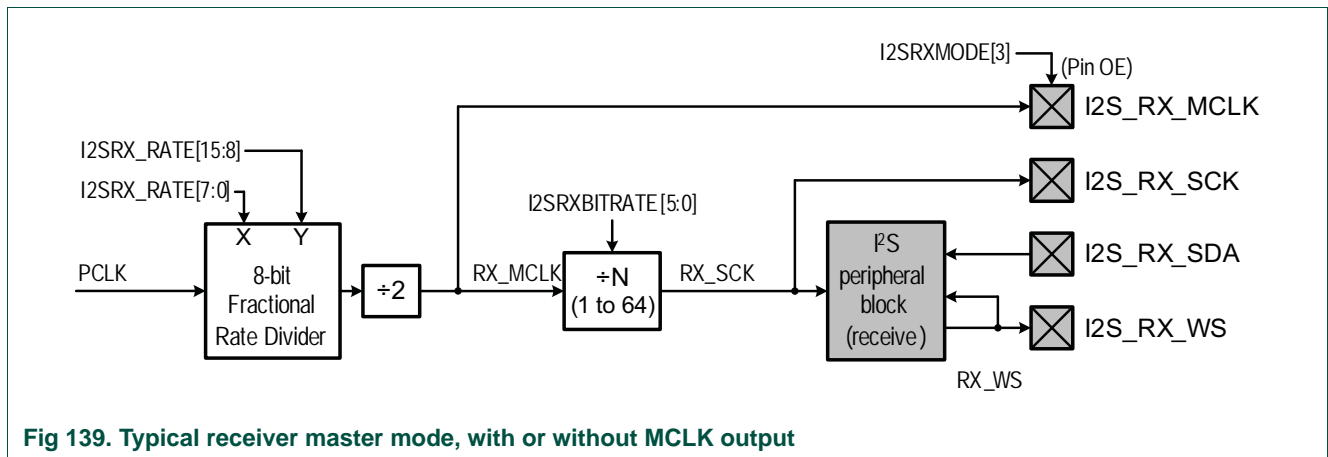 I2SRXMODE[3]
(Pin OE)
I2S_RX_MCLK
I2SRX_RATE[15:8]
I2SRX_RATE[7:0]
I2S_RX_SCK
I2SRXBITRATE[5:0]
X Y
8-bit
Fractional
Rate Divider
PCLK
÷2
RX_MCLK
÷N
(1 to 64)
RX_SCK
I²S
peripheral
block
(receive)
I2S_RX_SDA
I2S_RX_WS
RX_WS
Fig 139. Typical receiver master mode, with or without MCLK output